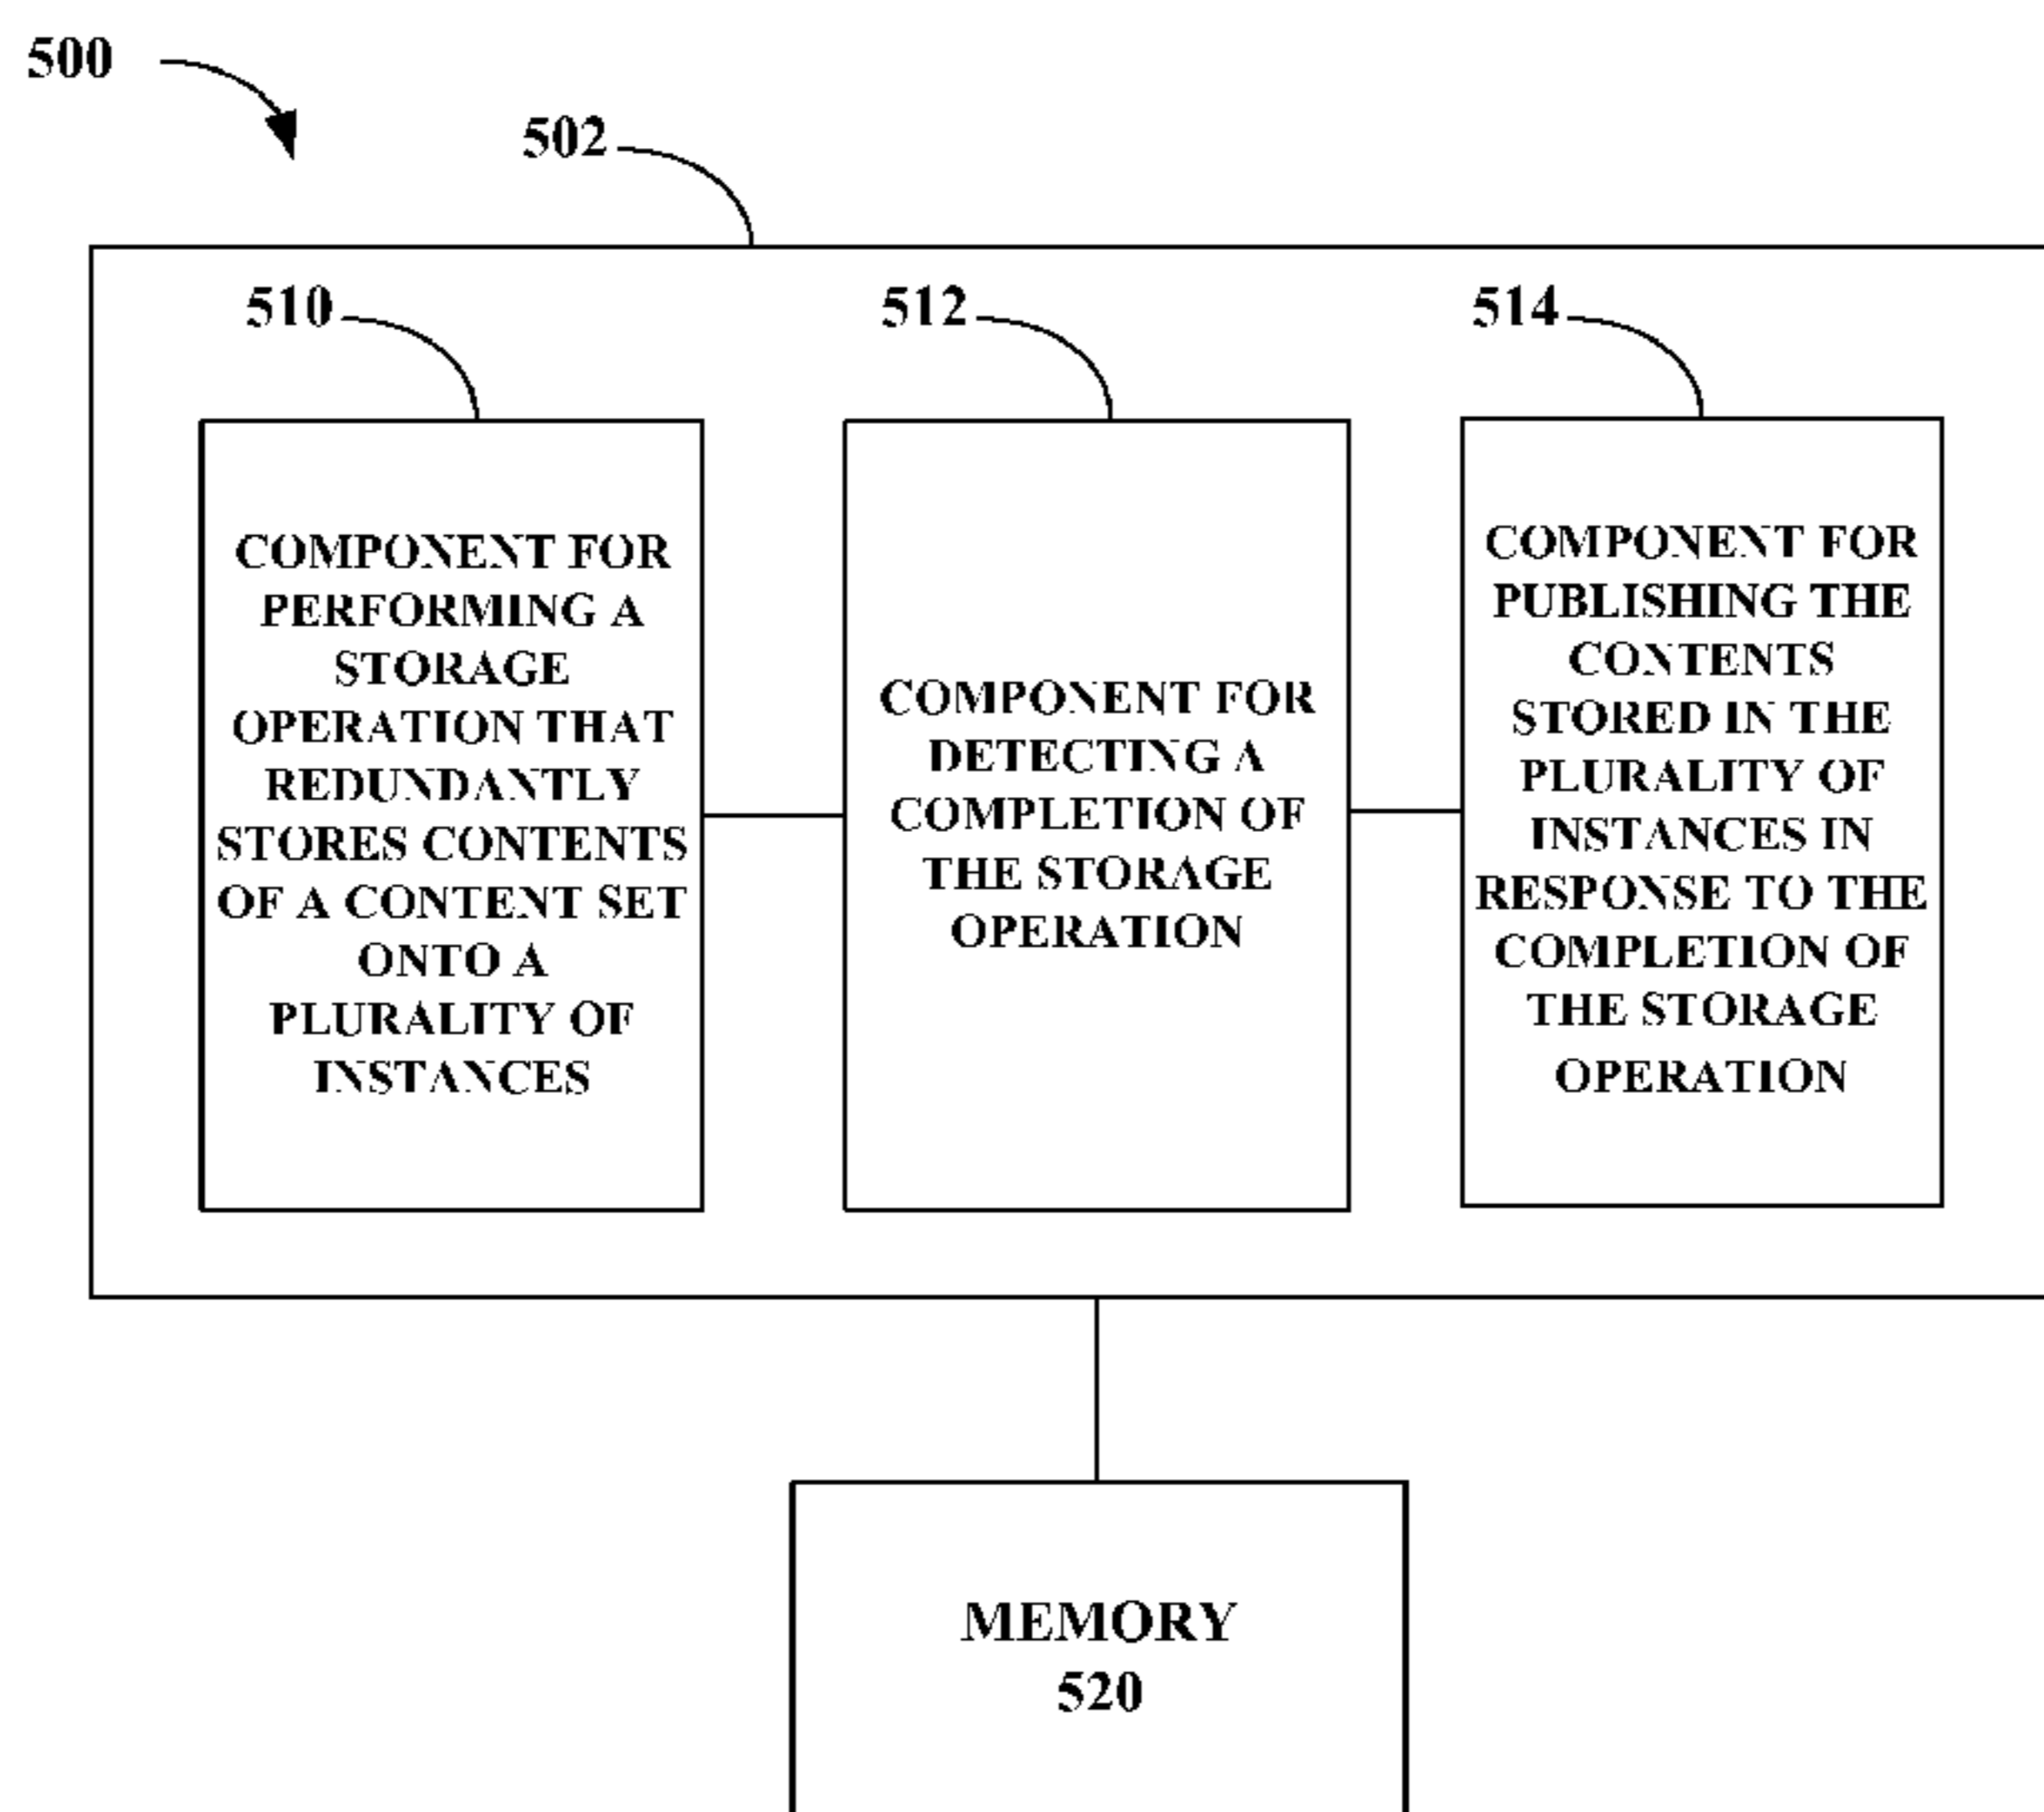 500
502
510
512
514
COMPONENT FOR
PERFORMING A
STORAGE
OPERATION THAT
REDUNDANTLY
STORES CONTENTS
OF A CONTENT SET
ONTO A
PLURALITY OF
INSTANCES
COMPONENT FOR
DETECTING A
COMPLETION OF
THE STORAGE
OPERATION
COMPONENT FOR
PUBLISHING THE
CONTENTS
STORED IN THE
PLURALITY OF
INSTANCES IN
RESPONSE TO THE
COMPLETION OF
THE STORAGE
OPERATION
MEMORY
520